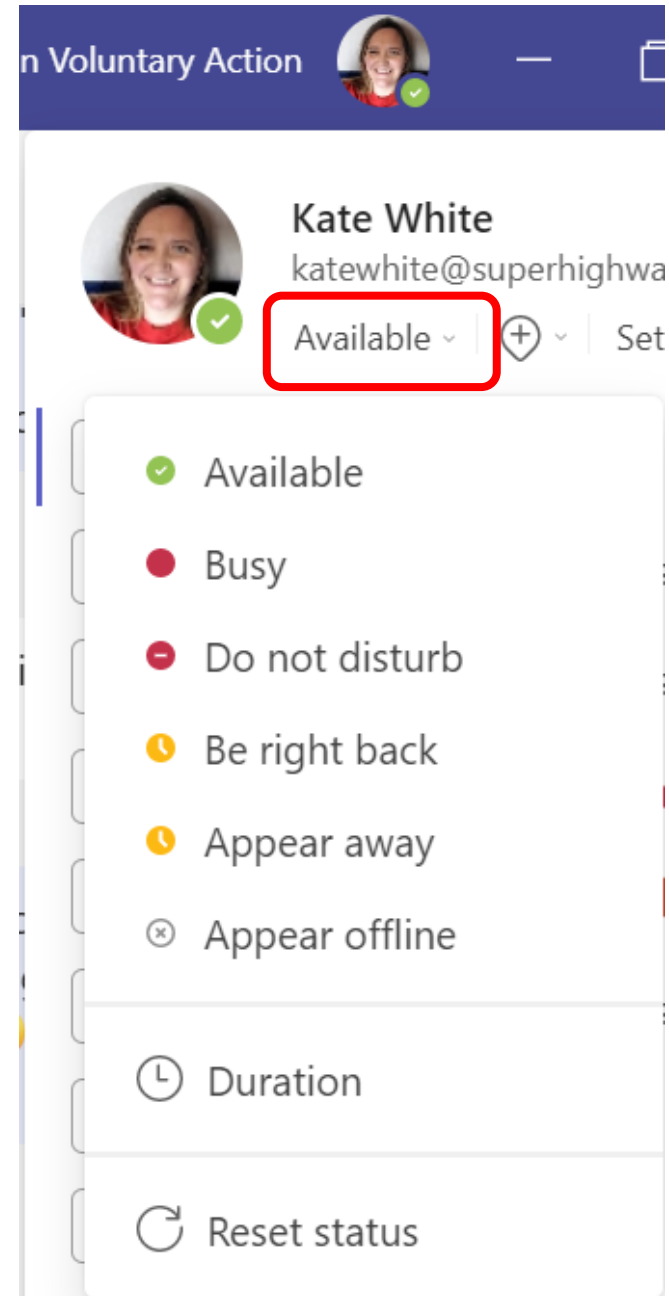 n Voluntary Action
Kate White
katewhite@superhighwa
Available
Set
Available
Busy
Do not disturb
Be right back
Appear away
Appear offline
Duration
Reset status